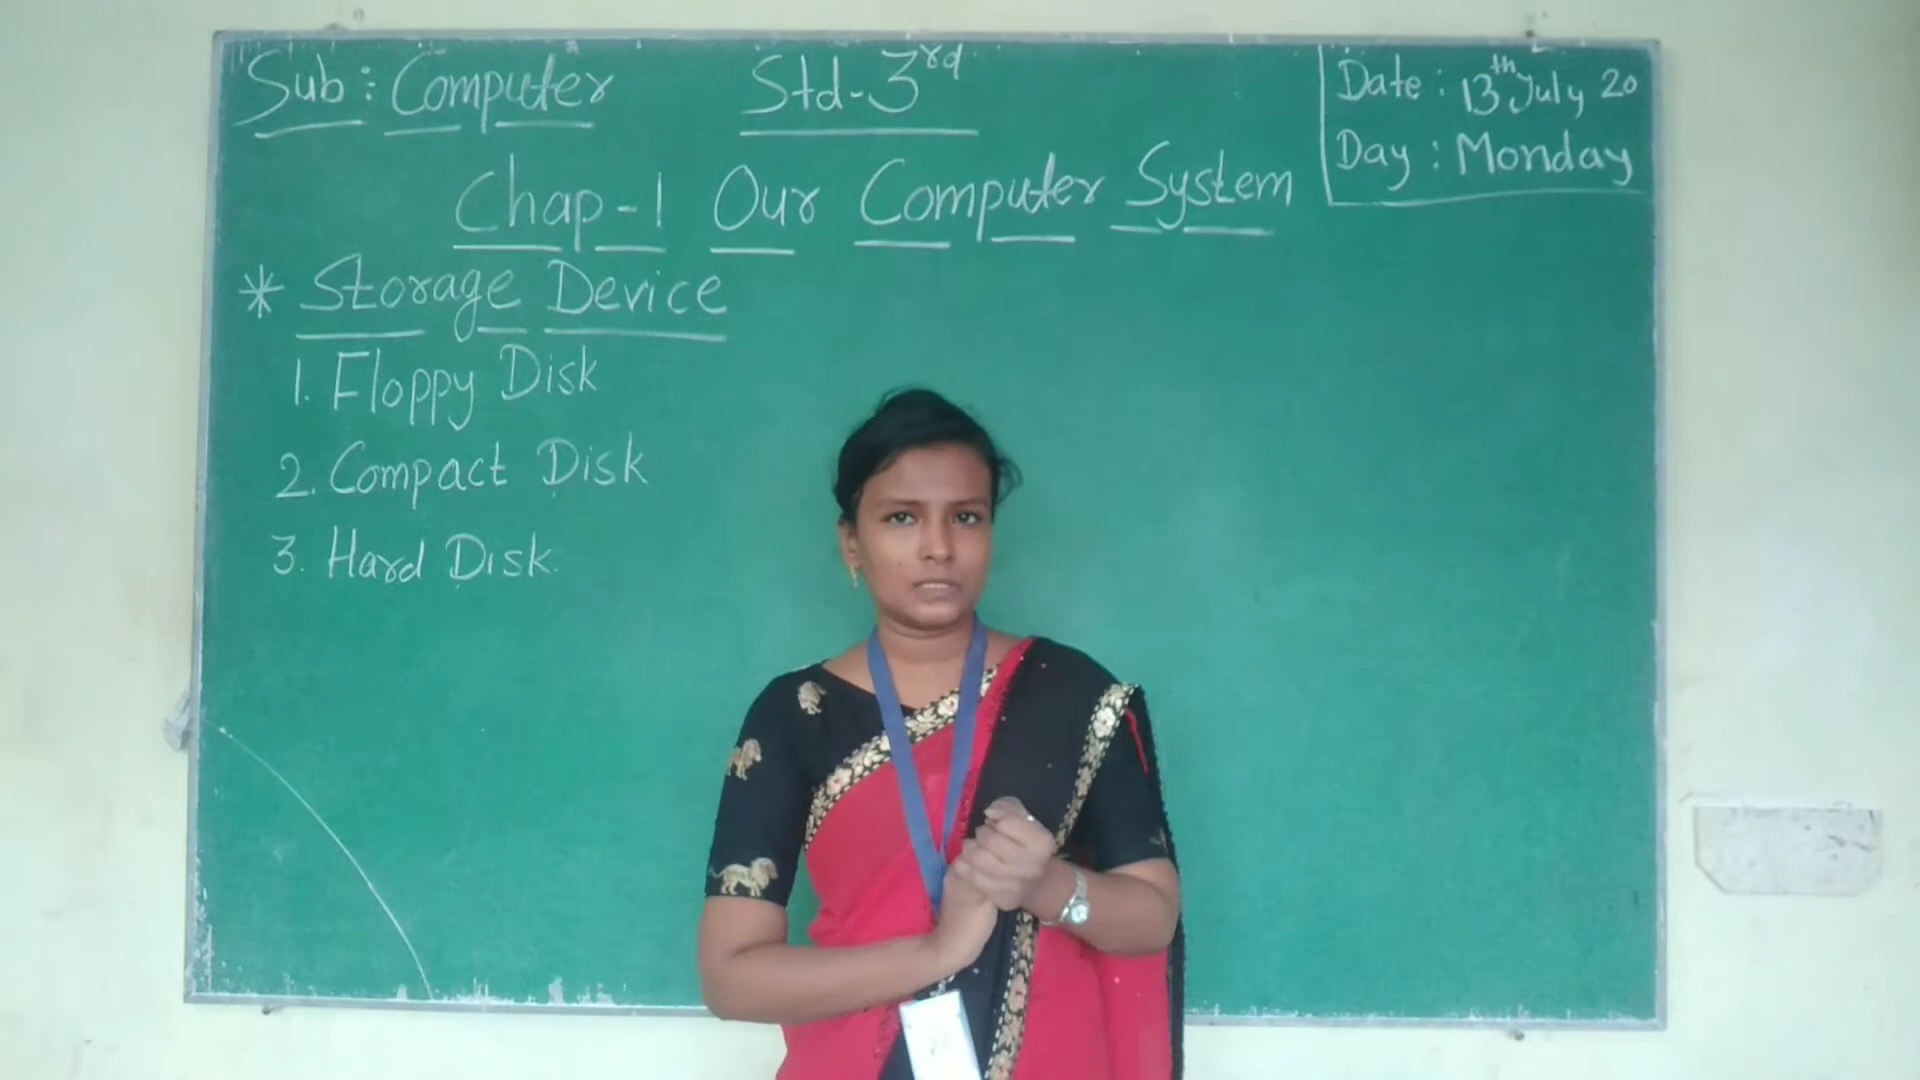 Sub: Computer Std-3rd
Date: 13th July 20
Day: Monday
Chap-1 Our Computer System
* Storage Device
1. Floppy Disk
2. Compact Disk
3. Hard Disk.